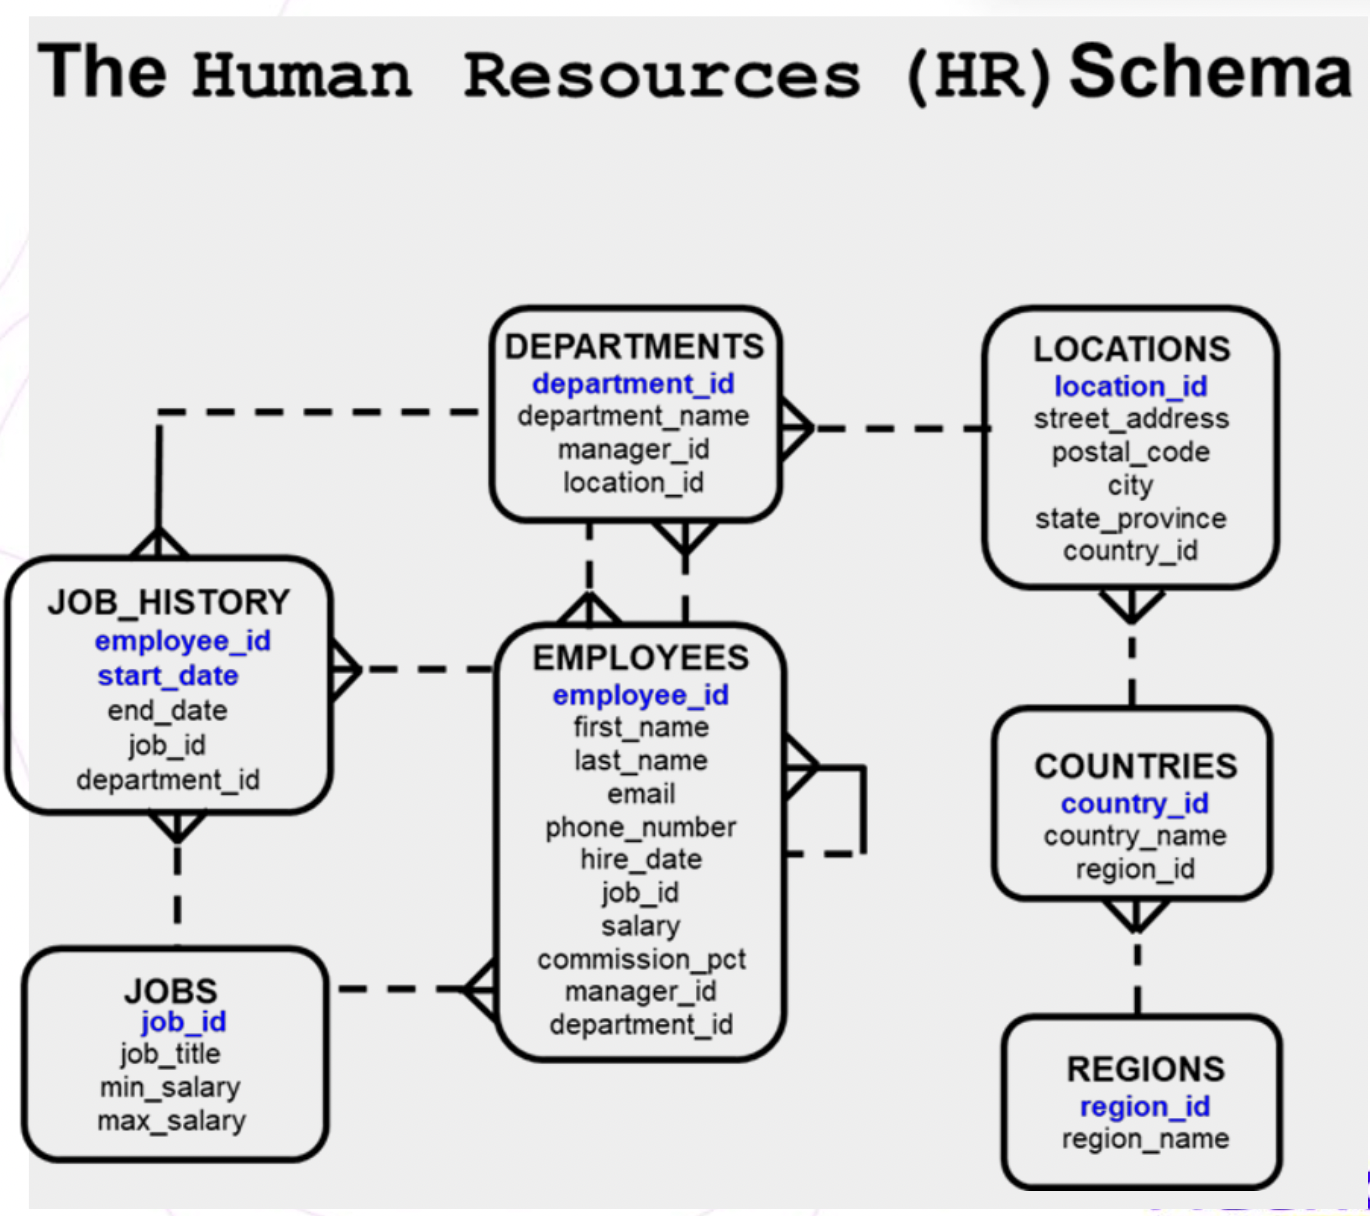 The Human Resources (HR) Schema
DEPARTMENTS
department_id
department_name
manager_id
location_id
LOCATIONS
location_id
street_address
postal_code
city
state_province
country_id
JOB_HISTORY
employee_id
start_date
end_date
job_id
department_id
EMPLOYEES
employee_id
first_name
last_name
email
phone_number
hire_date
job_id
salary
commission_pct
manager_id
department_id
COUNTRIES
country_id
country_name
region_id
JOBS
job_id
job_title
min_salary
max_salary
REGIONS
region_id
region_name